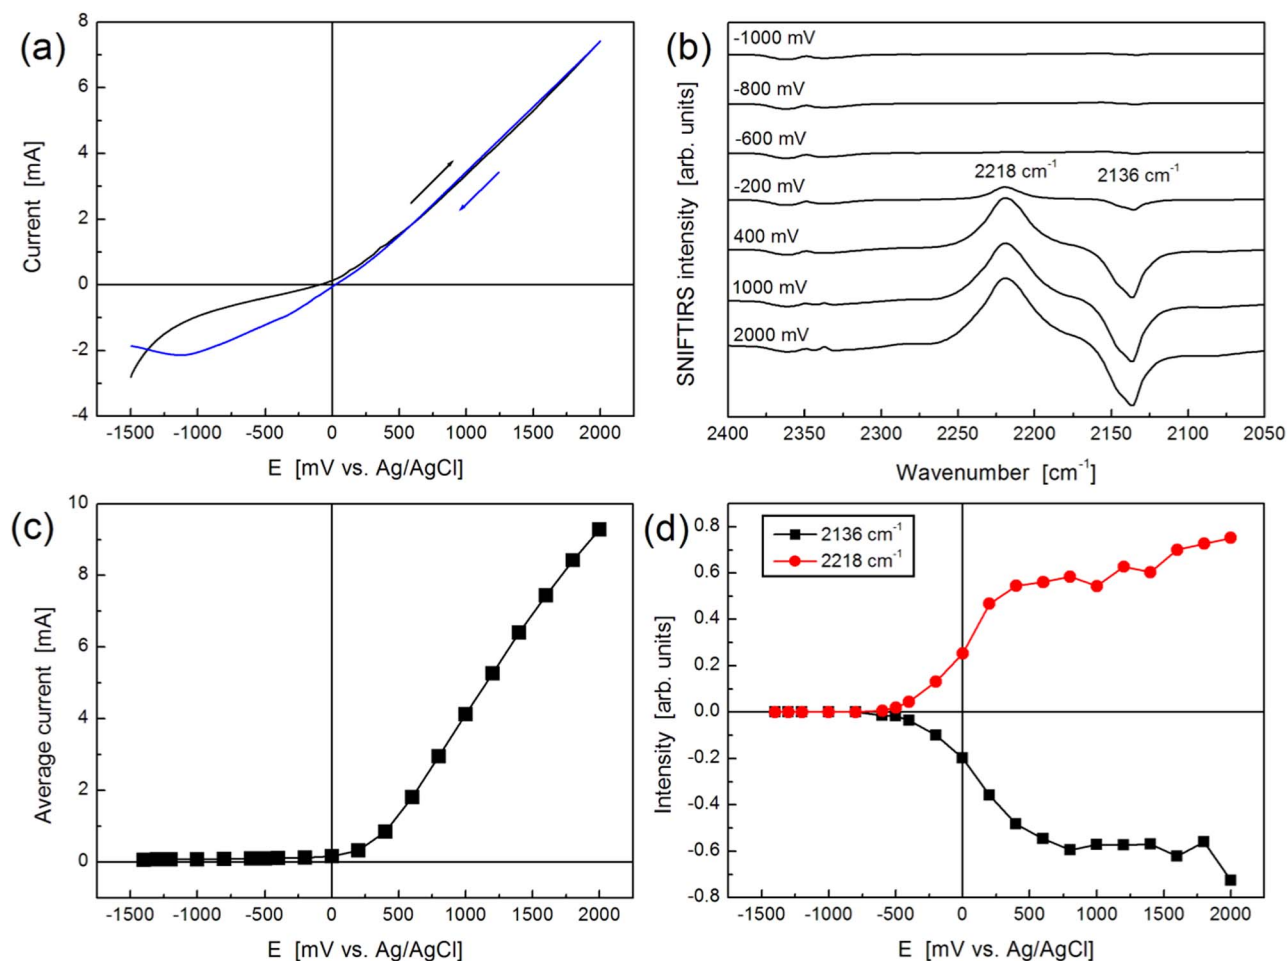 (a)
8
6
4
2
0
-2
-4
Current [mA]
-1500 -1000 -500 0 500 1000 1500 2000
E [mV vs. Ag/AgCl]
(b)
-1000 mV
-800 mV
-600 mV
-200 mV
400 mV
1000 mV
2000 mV
2218 cm⁻¹ 2136 cm⁻¹
SNIFTIRS intensity [arb. units]
2400 2350 2300 2250 2200 2150 2100 2050
Wavenumber [cm⁻¹]
(c)
10
8
6
4
2
0
Average current [mA]
-1500 -1000 -500 0 500 1000 1500 2000
E [mV vs. Ag/AgCl]
(d)
2136 cm⁻¹
2218 cm⁻¹
0.8
0.6
0.4
0.2
0.0
-0.2
-0.4
-0.6
-0.8
Intensity [arb. units]
-1500 -1000 -500 0 500 1000 1500 2000
E [mV vs. Ag/AgCl]